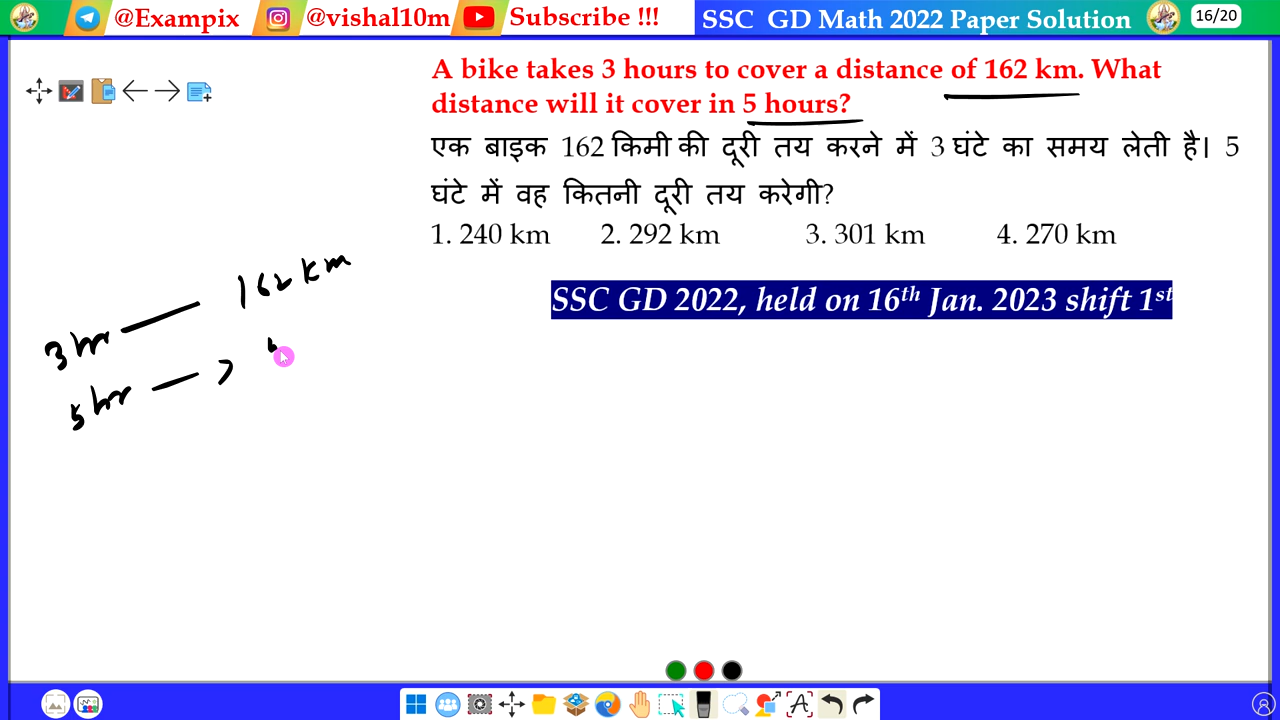 @Exampix @vishal10m Subscribe !!! SSC GD Math 2022 Paper Solution 16/20
A bike takes 3 hours to cover a distance of 162 km. What
distance will it cover in 5 hours?
एक बाइक 162 किमी की दूरी तय करने में 3 घंटे का समय लेती है। 5
घंटे में वह कितनी दूरी तय करेगी?
1. 240 km 2. 292 km 3. 301 km 4. 270 km
SSC GD 2022, held on 16th Jan. 2023 shift 1st
3 hr — 162 km
5 hr —